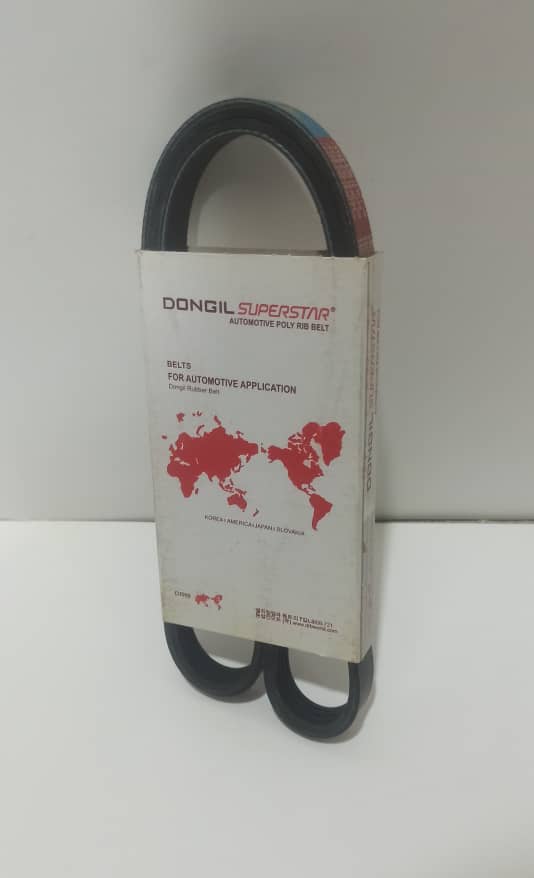 DONGIL SUPERSTAR®
AUTOMOTIVE POLY RIB BELT
BELTS
FOR AUTOMOTIVE APPLICATION
Dongil Rubber Belt
KOREA AMERICA JAPAN SLOVAKIA
DONGIL SUPERSTAR